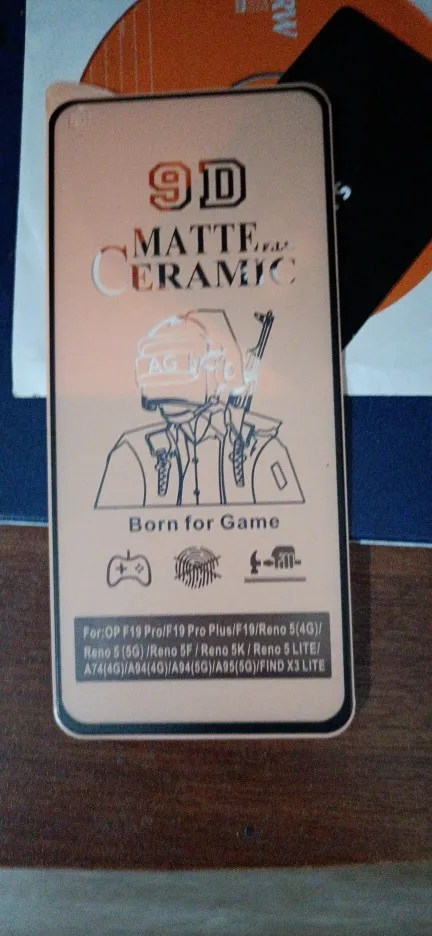 RW
9D
MATTE
CERAMIC
AG
Born for Game
For:OP F19 Pro/F19 Pro Plus/F19/Reno 5(4G)/
Reno 5 (5G) /Reno 5F / Reno 5K / Reno 5 LITE/
A74(4G)/A94(4G)/A94(5G)/A95(5G)/FIND X3 LITE